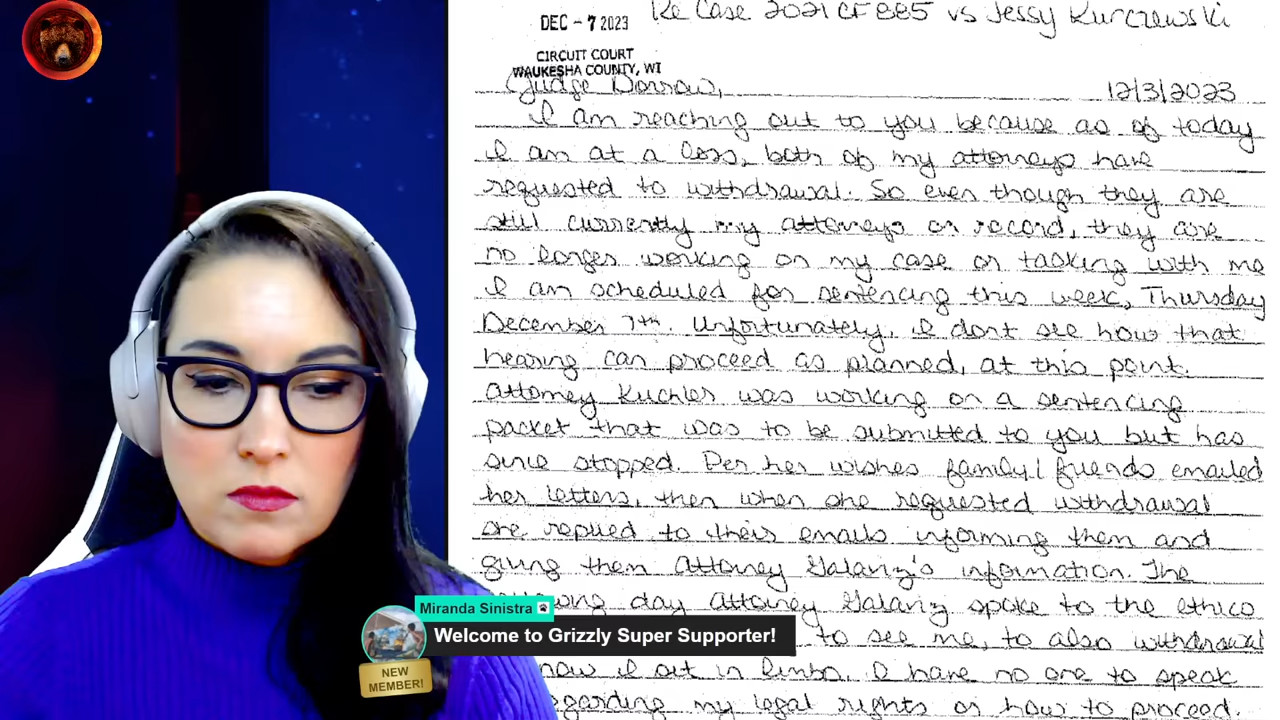 DEC - 7 2023
CIRCUIT COURT
WAUKESHA COUNTY, WI
Re Case 2021CF885 vs Jessy Kurczewski
Judge Dorrow,
12/3/2023
I am reaching out to you because as of today
I am at a loss, both of my attorneys have
requested to withdrawal. So even though they are
still currently my attorneys on record, they are
no longer working on my case or talking with me
I am scheduled for sentencing this week, Thursday
December 7th. Unfortunately, I dont see how that
hearing can proceed as planned, at this point.
Attorney Kuchler was working on a sentencing
packet that was to be submitted to you but has
since stopped. Per her wishes family / friends emailed
her letters, then when she requested withdrawal
she replied to their emails informing them and
giving them Attorney Galanz's information. The
day Attorney Galanz spoke to the ethics
to see me, to also withdrawal
now I sit in limbo. I have no one to speak
regarding my legal rights or how to proceed.
Miranda Sinistra
Welcome to Grizzly Super Supporter!
NEW
MEMBER!